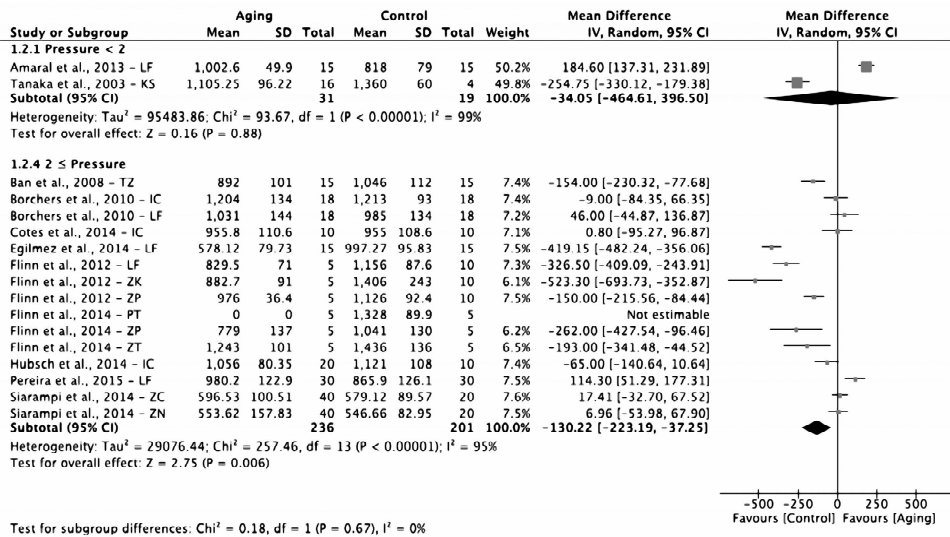 Aging Control Mean Difference Mean Difference
Study or Subgroup Mean SD Total Mean SD Total Weight IV, Random, 95% CI IV, Random, 95% CI
1.2.1 Pressure < 2
Amaral et al., 2013 – LF 1,002.6 49.9 15 818 79 15 50.2% 184.60 [137.31, 231.89]
Tanaka et al., 2003 – KS 1,105.25 96.22 16 1,360 60 4 49.8% -254.75 [-330.12, -179.38]
Subtotal (95% CI) 31 19 100.0% -34.05 [-464.61, 396.50]
Heterogeneity: Tau² = 95483.86; Chi² = 93.67, df = 1 (P < 0.00001); I² = 99%
Test for overall effect: Z = 0.16 (P = 0.88)
1.2.4 2 ≤ Pressure
Ban et al., 2008 – TZ 892 101 15 1,046 112 15 7.4% -154.00 [-230.32, -77.68]
Borchers et al., 2010 – IC 1,204 134 18 1,213 93 18 7.4% -9.00 [-84.35, 66.35]
Borchers et al., 2010 – LF 1,031 144 18 985 134 18 7.2% 46.00 [-44.87, 136.87]
Cotes et al., 2014 – IC 955.8 110.6 10 955 108.6 10 7.2% 0.80 [-95.27, 96.87]
Egilmez et al., 2014 – LF 578.12 79.73 15 997.27 95.83 15 7.5% -419.15 [-482.24, -356.06]
Flinn et al., 2012 – LF 829.5 71 5 1,156 87.6 10 7.3% -326.50 [-409.09, -243.91]
Flinn et al., 2012 – ZK 882.7 91 5 1,406 243 10 6.1% -523.30 [-693.73, -352.87]
Flinn et al., 2012 – ZP 976 36.4 5 1,126 92.4 10 7.5% -150.00 [-215.56, -84.44]
Flinn et al., 2014 – PT 0 0 5 1,328 89.9 5 Not estimable
Flinn et al., 2014 – ZP 779 137 5 1,041 130 5 6.2% -262.00 [-427.54, -96.46]
Flinn et al., 2014 – ZT 1,243 101 5 1,436 136 5 6.5% -193.00 [-341.48, -44.52]
Hubsch et al., 2014 – IC 1,056 80.35 20 1,121 108 10 7.4% -65.00 [-140.64, 10.64]
Pereira et al., 2015 – LF 980.2 122.9 30 865.9 126.1 30 7.5% 114.30 [51.29, 177.31]
Siarampi et al., 2014 – ZC 596.53 100.51 40 579.12 89.57 20 7.6% 17.41 [-32.70, 67.52]
Siarampi et al., 2014 – ZN 553.62 157.83 40 546.66 82.95 20 7.5% 6.96 [-53.98, 67.90]
Subtotal (95% CI) 236 201 100.0% -130.22 [-223.19, -37.25]
Heterogeneity: Tau² = 29076.44; Chi² = 257.46, df = 13 (P < 0.00001); I² = 95%
Test for overall effect: Z = 2.75 (P = 0.006)
-500 -250 0 250 500
Favours [Control] Favours [Aging]
Test for subgroup differences: Chi² = 0.18, df = 1 (P = 0.67), I² = 0%